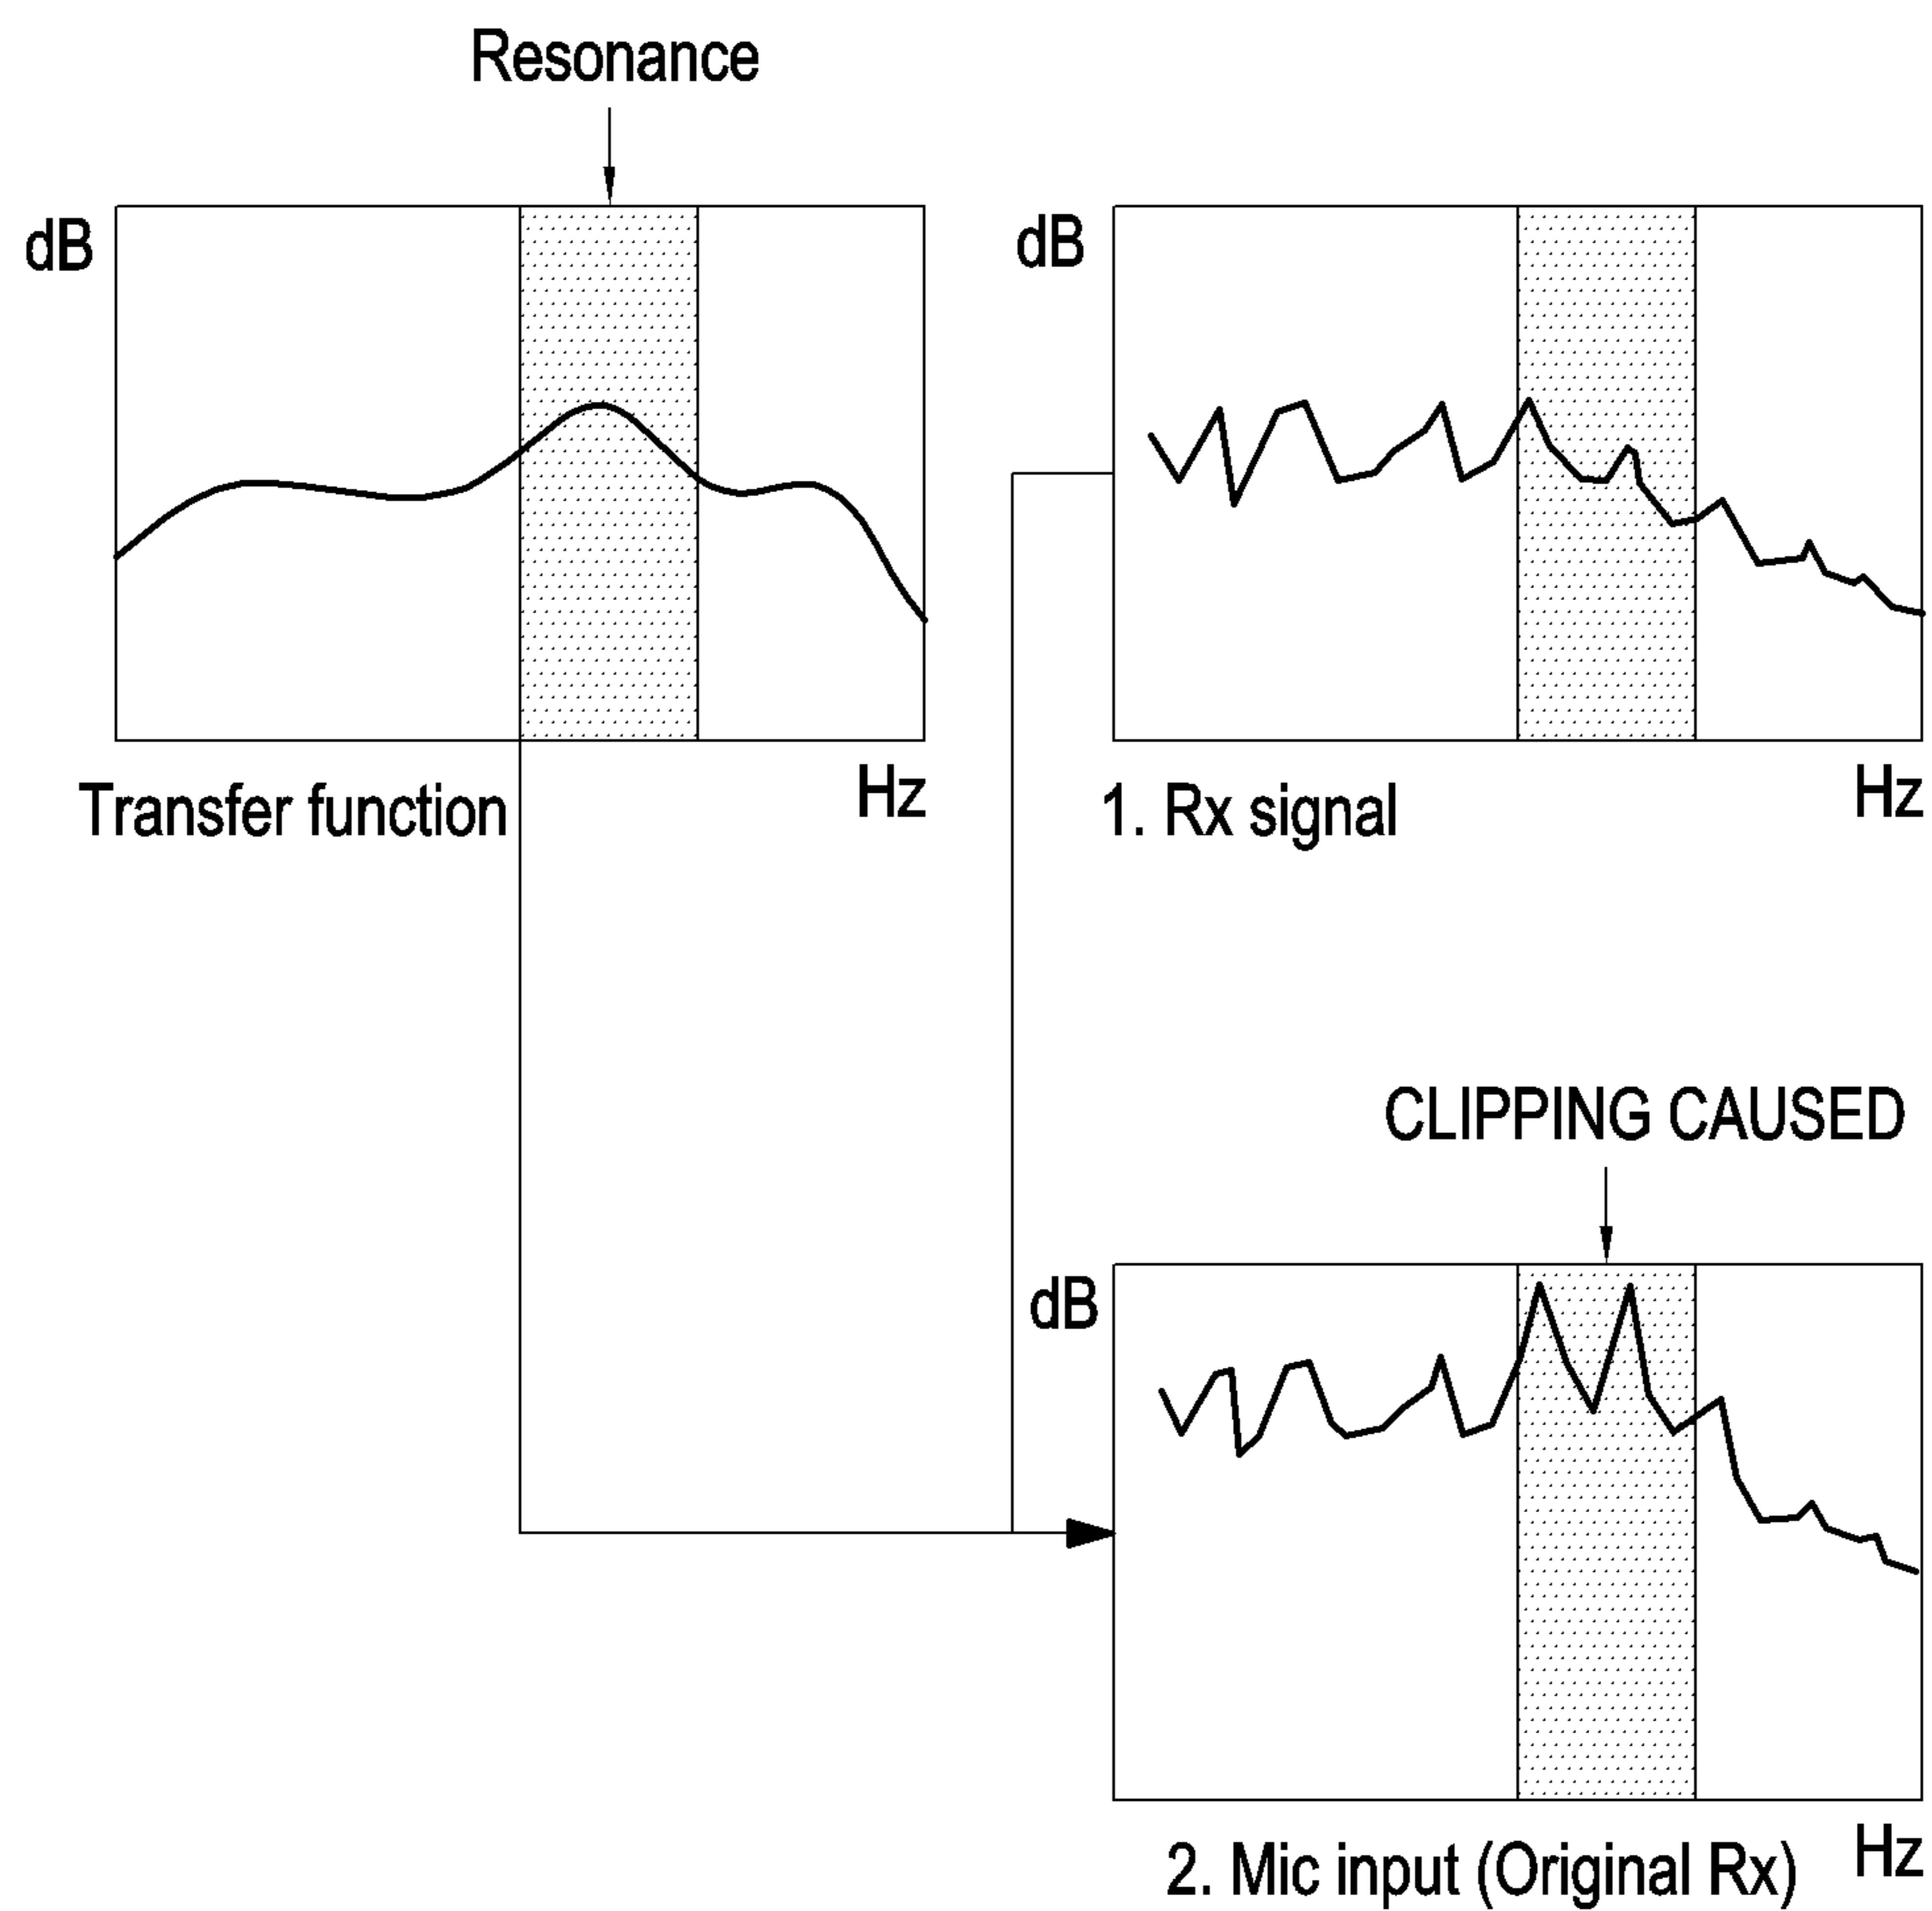 Resonance
dB
dB
Transfer function
Hz
1. Rx signal
Hz
CLIPPING CAUSED
dB
2. Mic input (Original Rx)
Hz